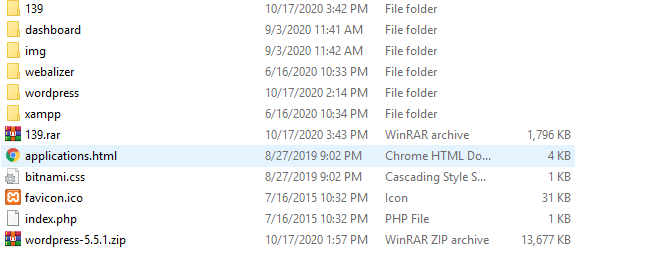 139 10/17/2020 3:42 PM File folder
dashboard 9/3/2020 11:41 AM File folder
img 9/3/2020 11:42 AM File folder
webalizer 6/16/2020 10:33 PM File folder
wordpress 10/17/2020 2:14 PM File folder
xampp 6/16/2020 10:34 PM File folder
139.rar 10/17/2020 3:43 PM WinRAR archive 1,796 KB
applications.html 8/27/2019 9:02 PM Chrome HTML Do... 4 KB
bitnami.css 8/27/2019 9:02 PM Cascading Style S... 1 KB
favicon.ico 7/16/2015 10:32 PM Icon 31 KB
index.php 7/16/2015 10:32 PM PHP File 1 KB
wordpress-5.5.1.zip 10/17/2020 1:57 PM WinRAR ZIP archive 13,677 KB